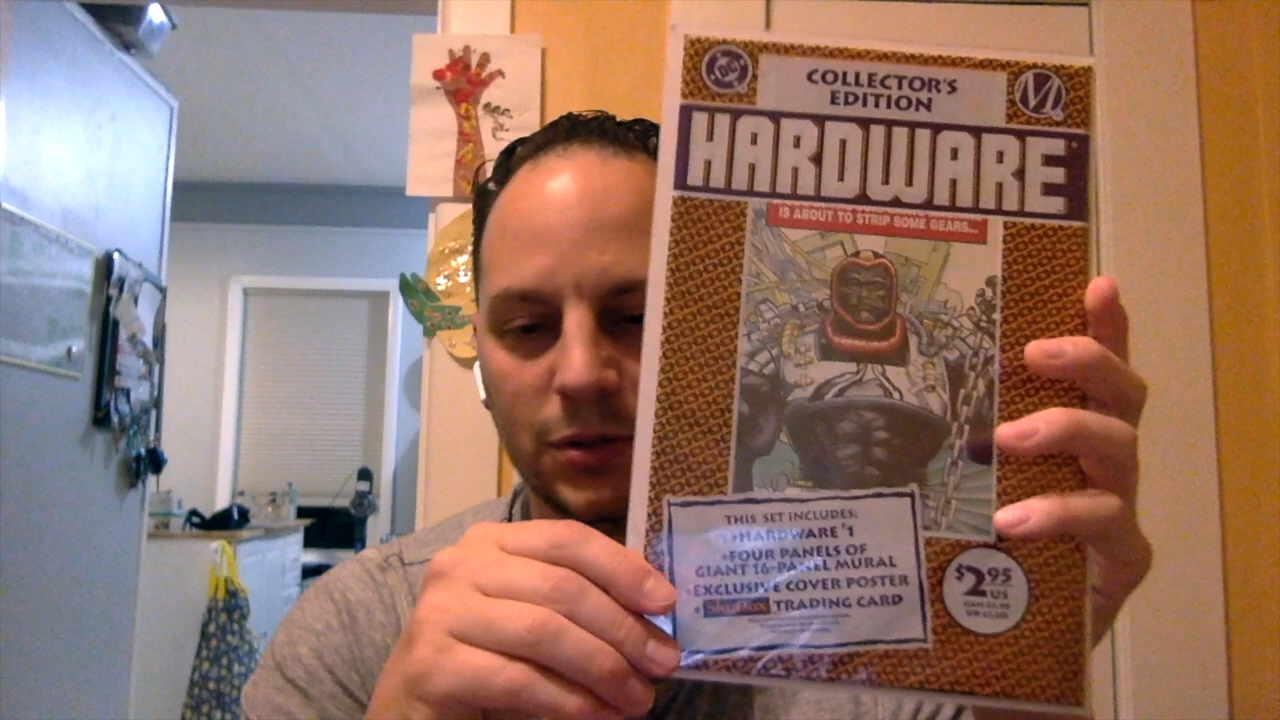 DC
COLLECTOR'S
EDITION
M
HARDWARE
IS ABOUT TO STRIP SOME GEARS...
THIS SET INCLUDES:
•HARDWARE #1
•FOUR PANELS OF
GIANT 16-PANEL MURAL
•EXCLUSIVE COVER POSTER
•SkyBox TRADING CARD
$2.95
US